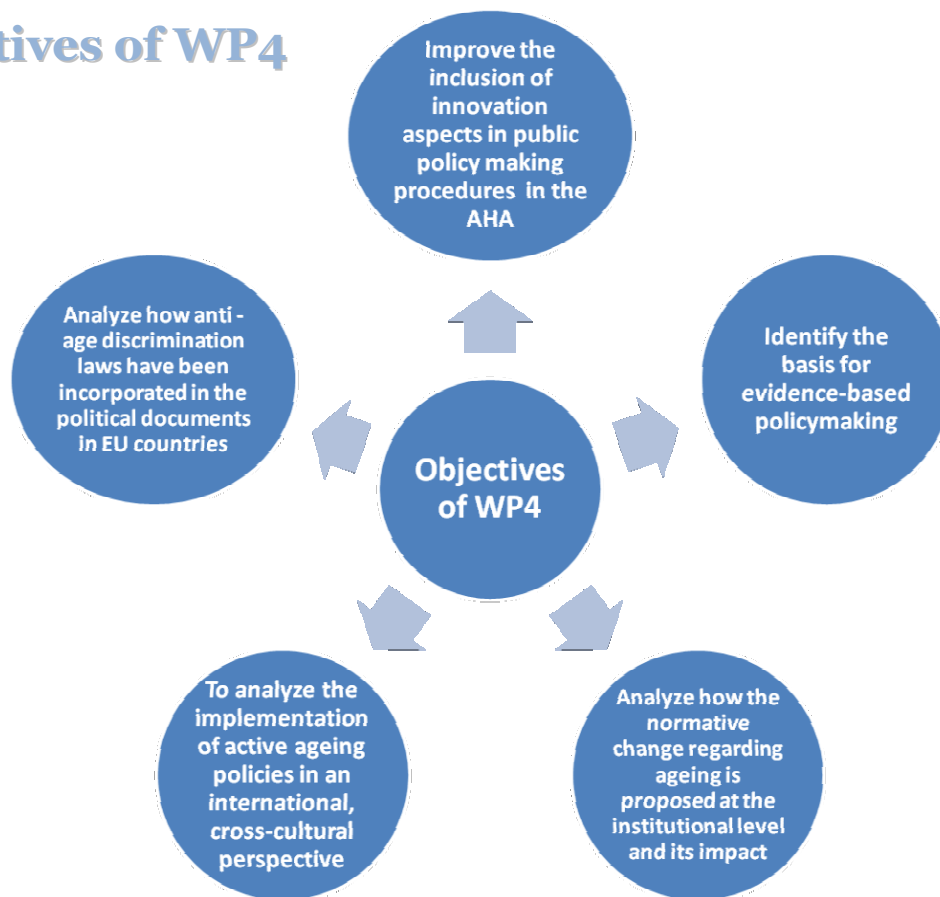 tives of WP4
Improve the
inclusion of
innovation
aspects in public
policy making
procedures in the
AHA
Identify the
basis for
evidence-based
policymaking
Analyze how the
normative
change regarding
ageing is
proposed at the
institutional level
and its impact
To analyze the
implementation
of active ageing
policies in an
international,
cross-cultural
perspective
Analyze how anti -
age discrimination
laws have been
incorporated in the
political documents
in EU countries
Objectives
of WP4